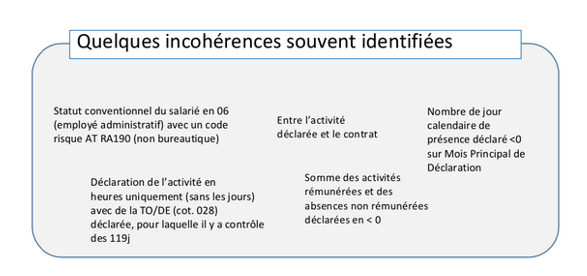 Quelques incohérences souvent identifiées
Statut conventionnel du salarié en 06
(employé administratif) avec un code
risque AT RA190 (non bureautique)
Entre l'activité
déclarée et le contrat
Nombre de jour
calendaire de
présence déclaré <0
sur Mois Principal de
Déclaration
Déclaration de l'activité en
heures uniquement (sans les jours)
avec de la TO/DE (cot. 028)
déclarée, pour laquelle il y a contrôle
des 119j
Somme des activités
rémunérées et des
absences non rémunérées
déclarées en < 0